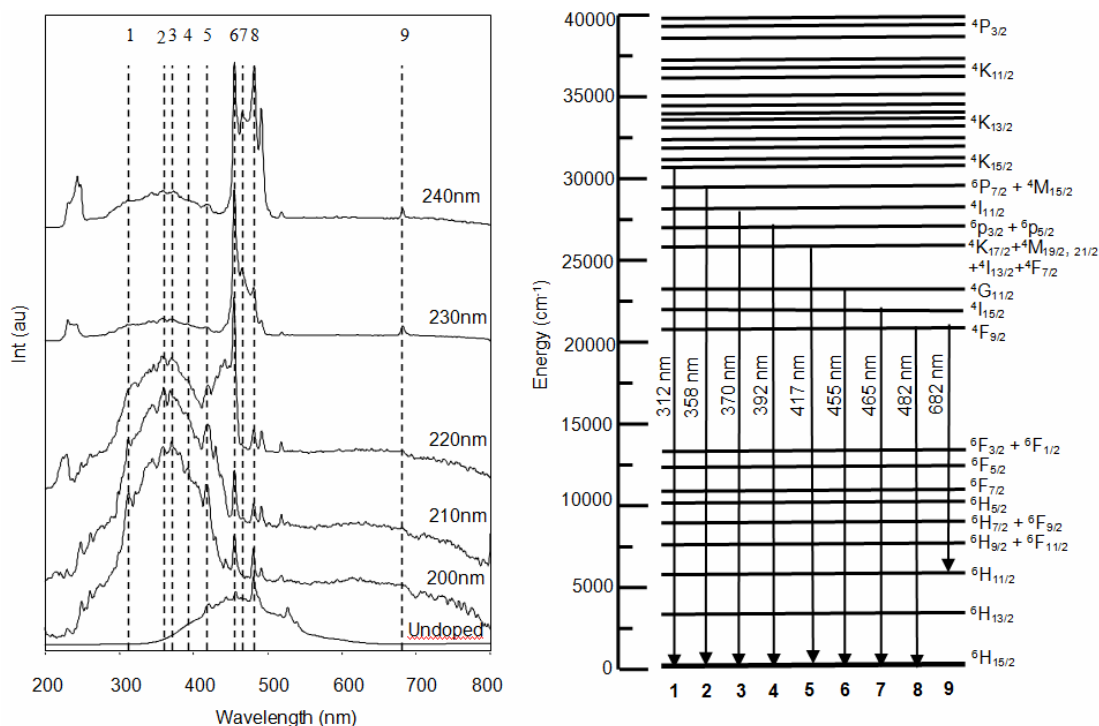 1 2 3 4 5 6 7 8 9
240nm
230nm
220nm
210nm
200nm
Undoped
Int (au)
200 300 400 500 600 700 800
Wavelength (nm)
40000
35000
30000
25000
20000
15000
10000
5000
0
Energy (cm⁻¹)
⁴P₃/₂
⁴K₁₁/₂
⁴K₁₃/₂
⁴K₁₅/₂
⁶P₇/₂ + ⁴M₁₅/₂
⁴I₁₁/₂
⁶p₃/₂ + ⁶p₅/₂
⁴K₁₇/₂+⁴M₁₉/₂, ₂₁/₂
+⁴I₁₃/₂+⁴F₇/₂
⁴G₁₁/₂
⁴I₁₅/₂
⁴F₉/₂
312 nm
358 nm
370 nm
392 nm
417 nm
455 nm
465 nm
482 nm
682 nm
⁶F₃/₂ + ⁶F₁/₂
⁶F₅/₂
⁶F₇/₂
⁶H₅/₂
⁶H₇/₂ + ⁶F₉/₂
⁶H₉/₂ + ⁶F₁₁/₂
⁶H₁₁/₂
⁶H₁₃/₂
⁶H₁₅/₂
1 2 3 4 5 6 7 8 9